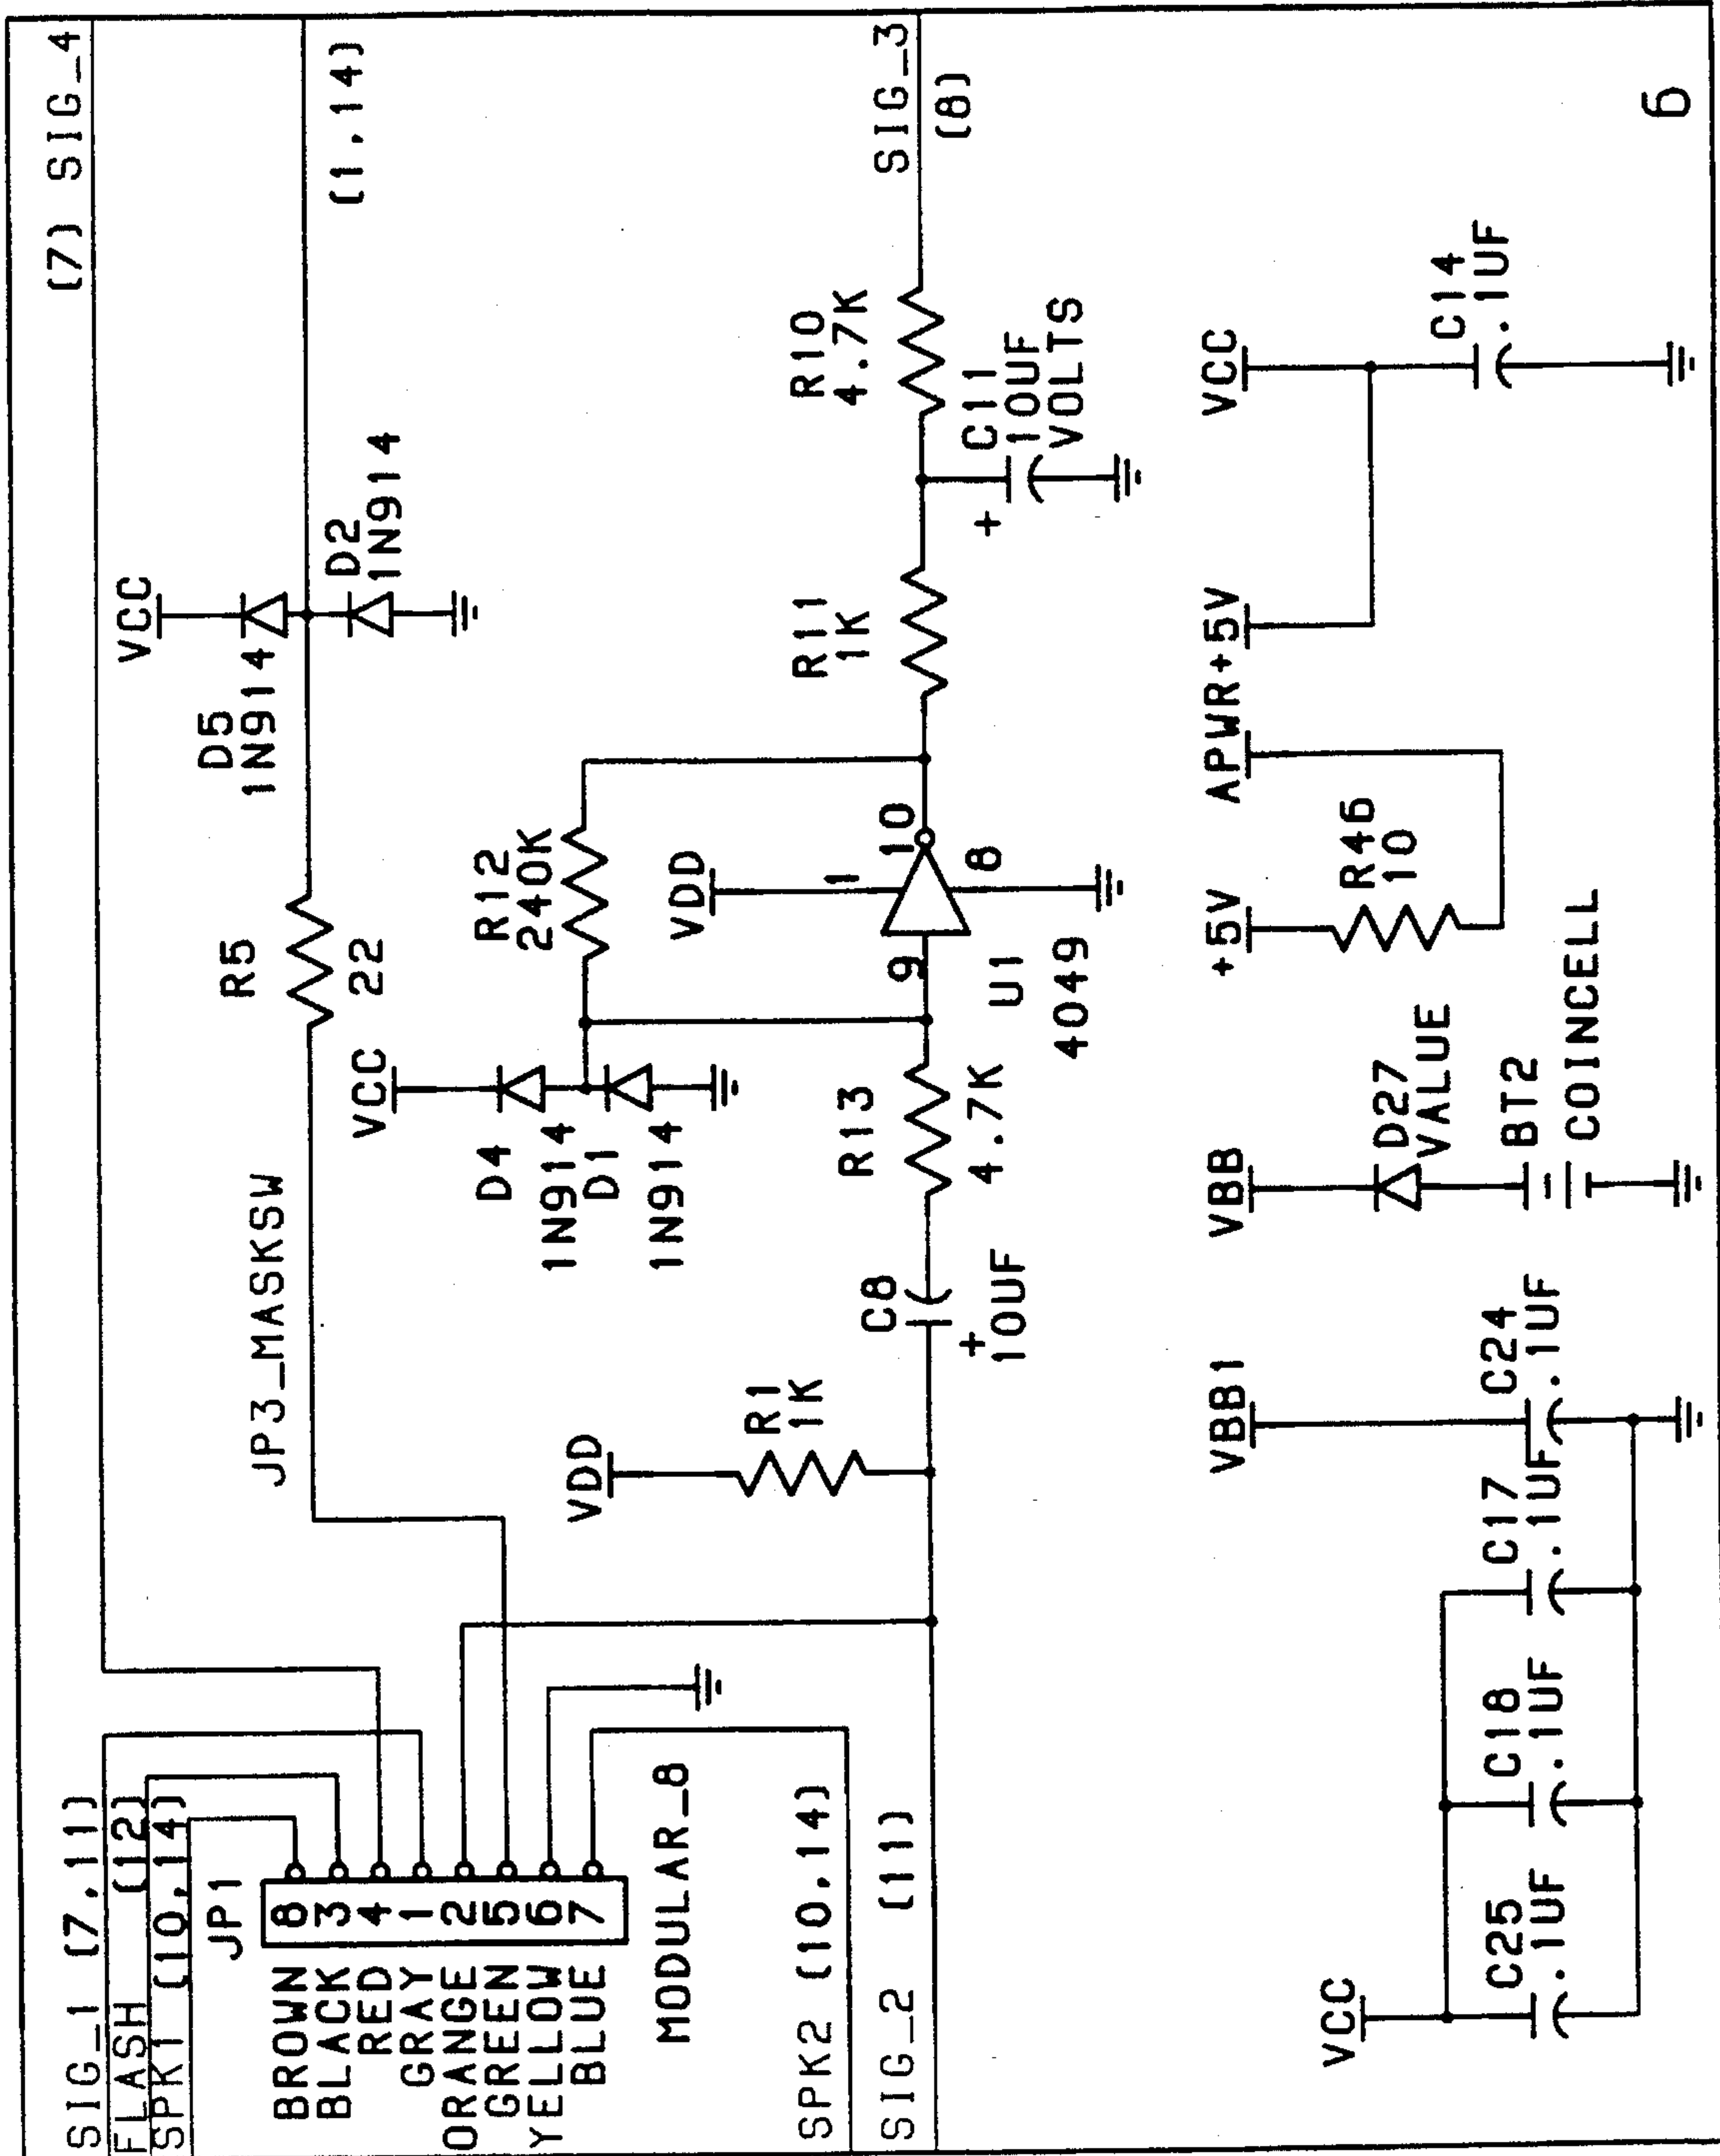 SIG_1 (7,11)
FLASH (12)
SPK1 (10,14)
(7) SIG_4
JP1
BROWN 8
BLACK 3
RED 4
GRAY 1
ORANGE 2
GREEN 5
YELLOW 6
BLUE 7
MODULAR_8
JP3_MASKSW
R5
22
VCC
D5
1N914
D2
1N914
(1,14)
VCC
D4
1N914
D1
1N914
R12
240K
VDD
1
9
10
8
U1
4049
VDD
R1
1K
C8
+
10UF
R13
4.7K
R11
1K
R10
4.7K
C11
10UF
VOLTS
+
SIG_3
(8)
SPK2 (10,14)
SIG_2 (11)
VCC
C25
.1UF
C18
.1UF
C17
.1UF
VBB1
C24
.1UF
VBB
D27
VALUE
BT2
COINCELL
+5V
R46
10
APWR+5V
VCC
C14
.1UF
6